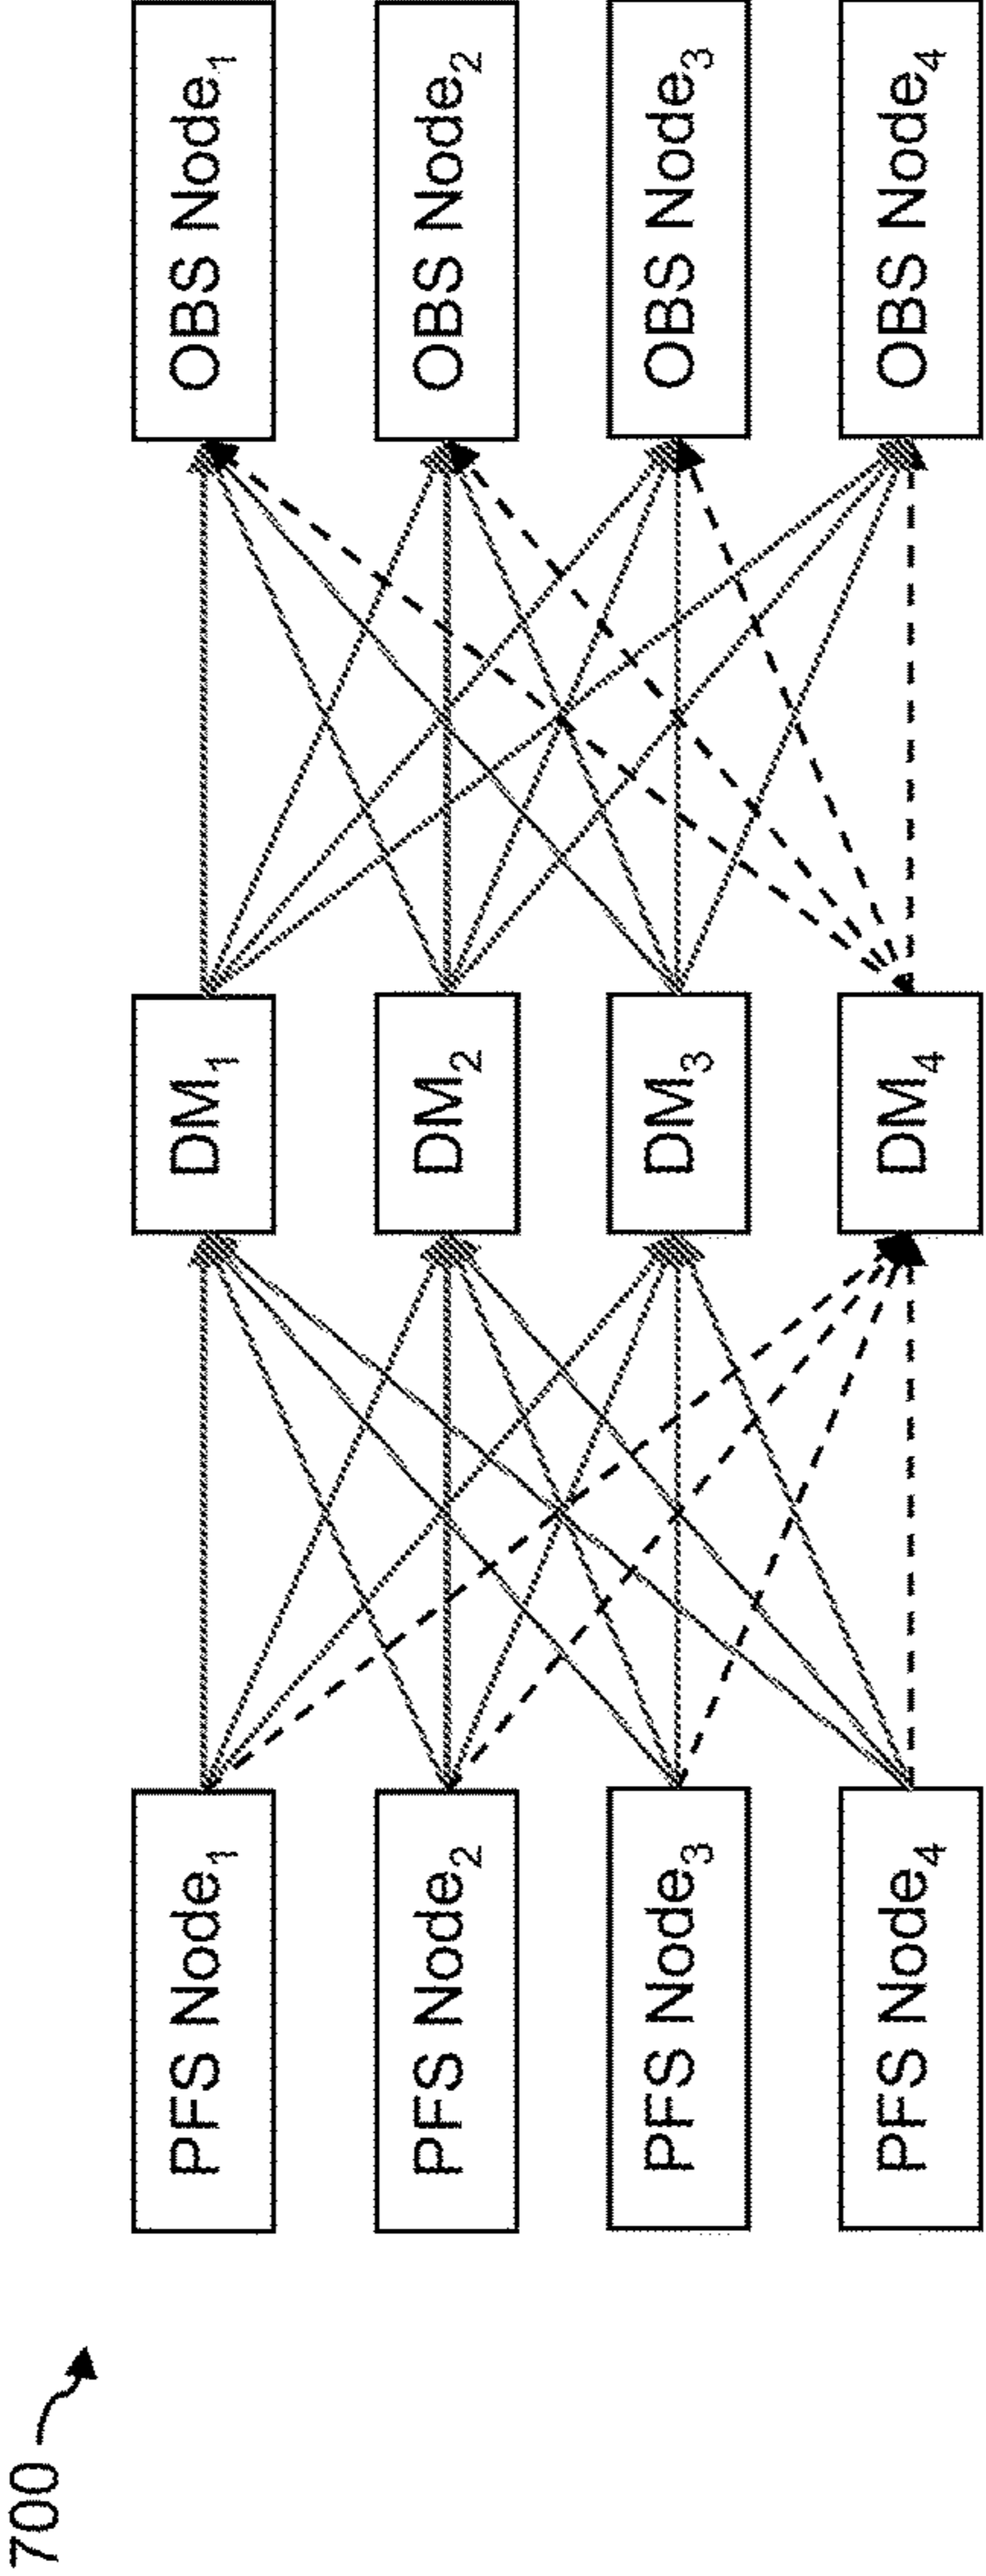 700
PFS Node1
PFS Node2
PFS Node3
PFS Node4
DM1
DM2
DM3
DM4
OBS Node1
OBS Node2
OBS Node3
OBS Node4